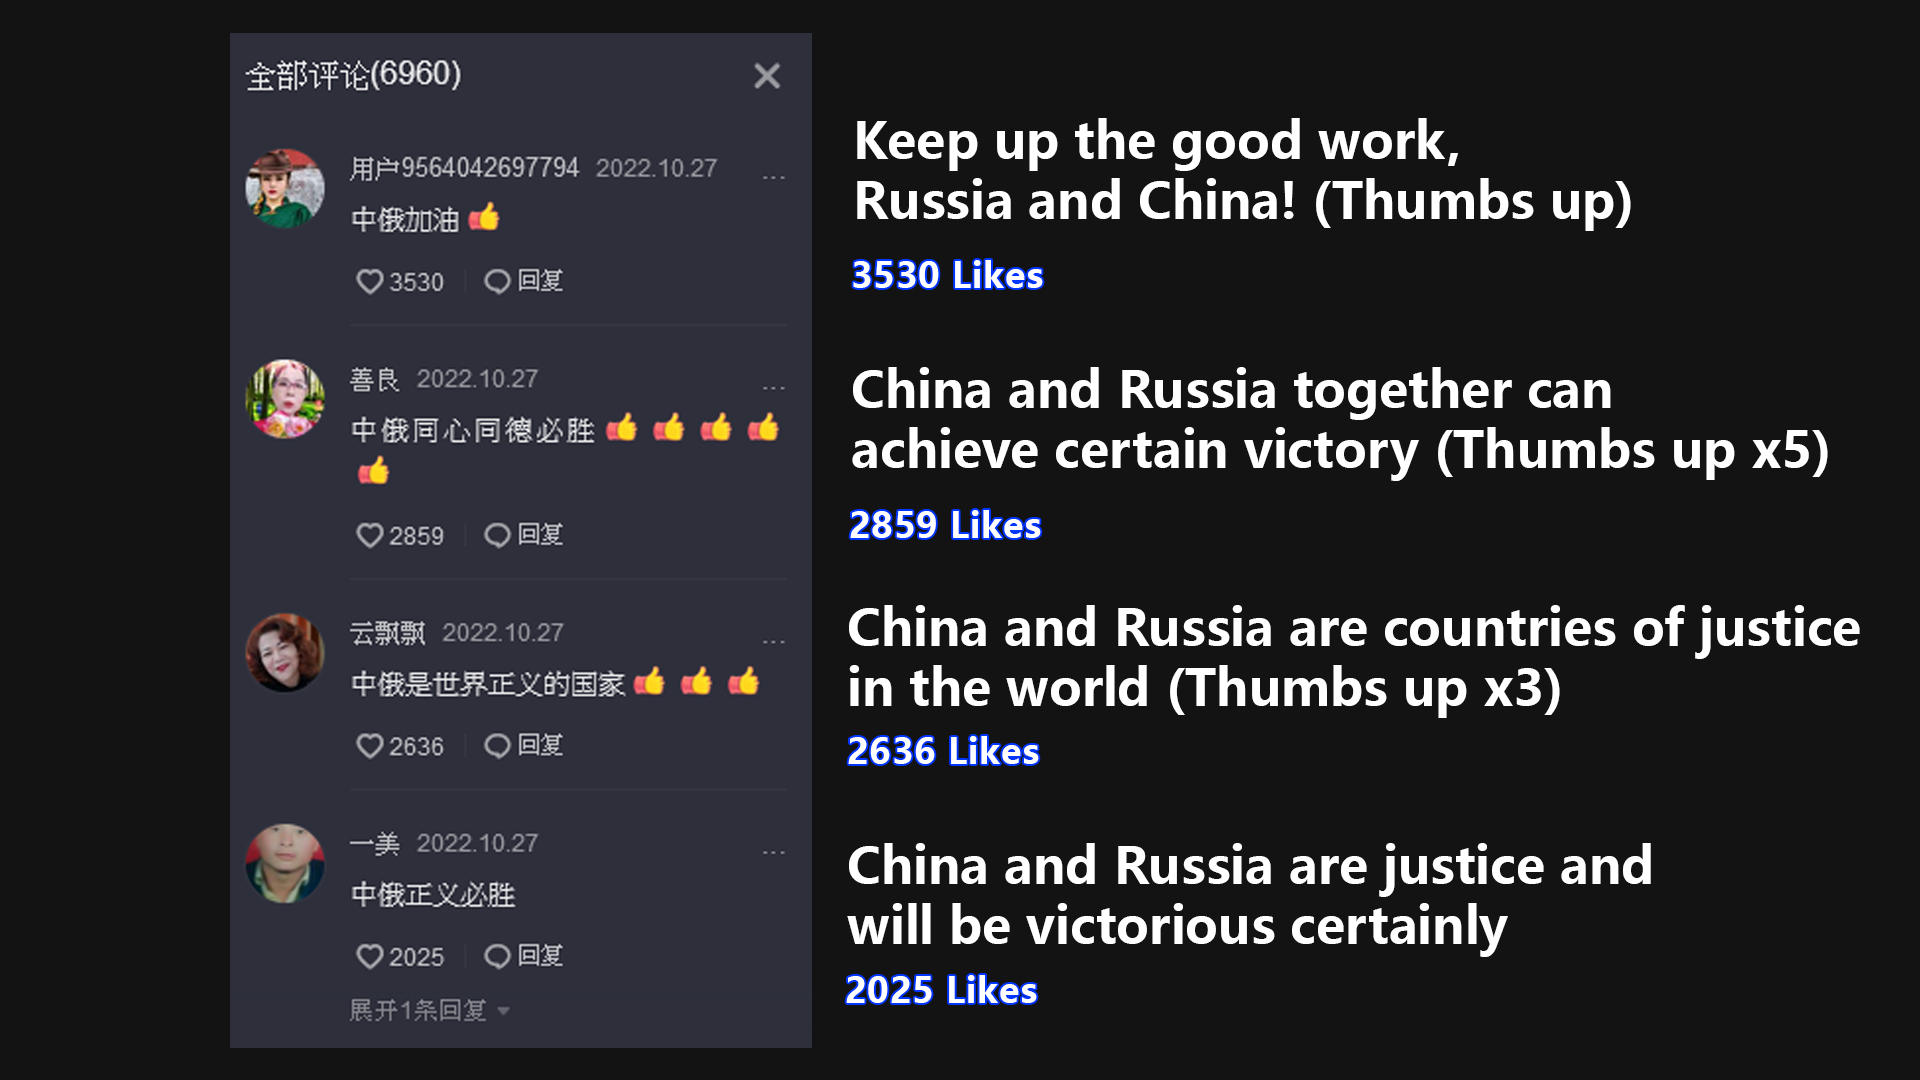 全部评论(6960)
用户9564042697794 2022.10.27 ...
中俄加油
3530 回复
善良 2022.10.27 ...
中俄同心同德必胜
2859 回复
云飘飘 2022.10.27 ...
中俄是世界正义的国家
2636 回复
一美 2022.10.27 ...
中俄正义必胜
2025 回复
展开1条回复
Keep up the good work,
Russia and China! (Thumbs up)
3530 Likes
China and Russia together can
achieve certain victory (Thumbs up x5)
2859 Likes
China and Russia are countries of justice
in the world (Thumbs up x3)
2636 Likes
China and Russia are justice and
will be victorious certainly
2025 Likes